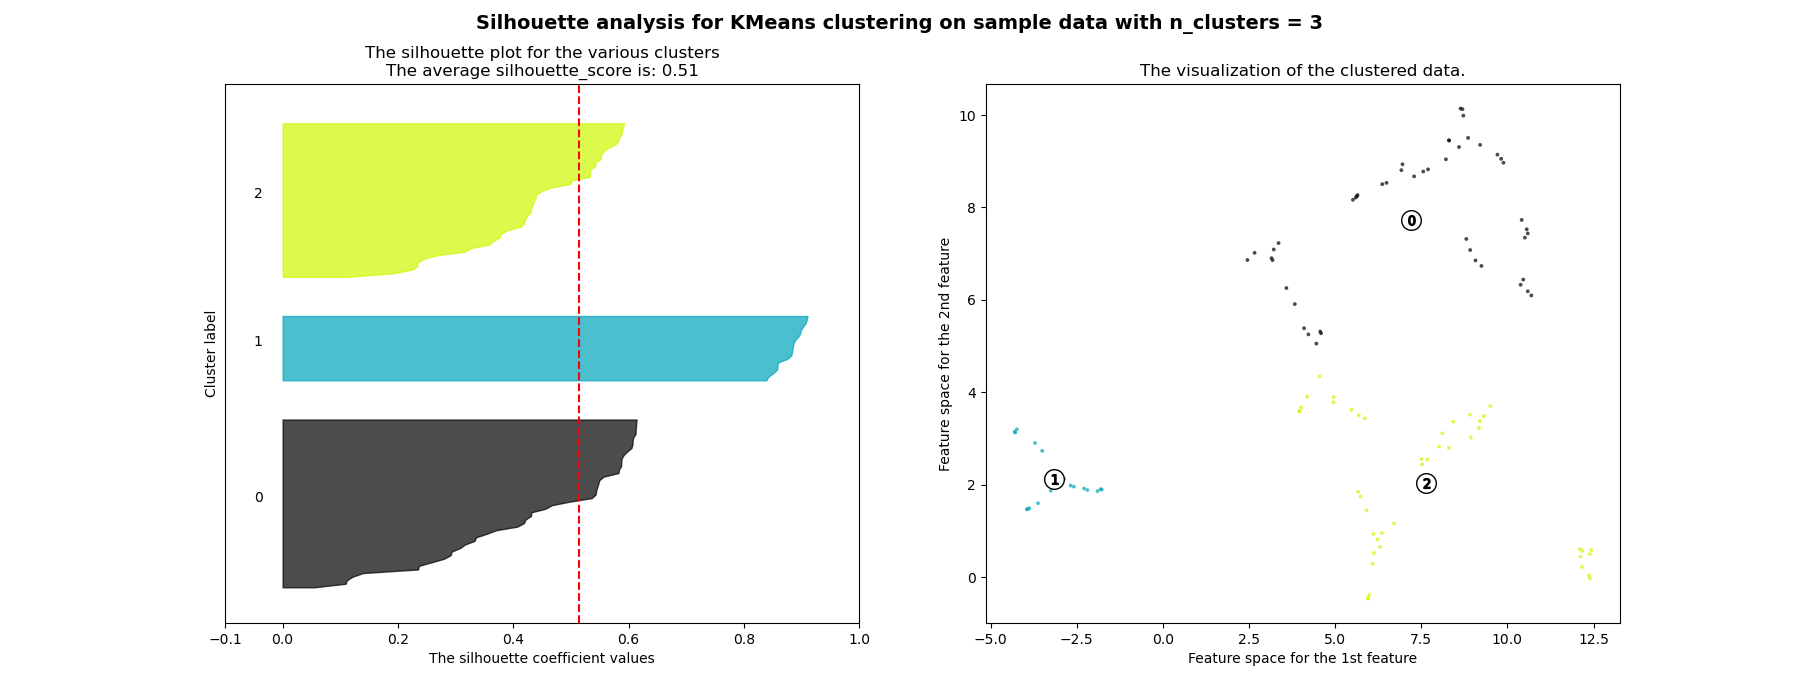 Silhouette analysis for KMeans clustering on sample data with n_clusters = 3
The silhouette plot for the various clusters
The average silhouette_score is: 0.51
Cluster label
2
1
0
−0.1 0.0 0.2 0.4 0.6 0.8 1.0
The silhouette coefficient values
The visualization of the clustered data.
Feature space for the 2nd feature
10
8
6
4
2
0
0
1
2
−5.0 −2.5 0.0 2.5 5.0 7.5 10.0 12.5
Feature space for the 1st feature